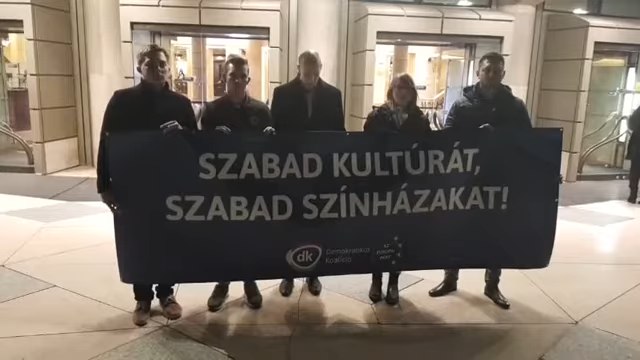 SZABAD KULTÚRÁT,
SZABAD SZÍNHÁZAKAT!
dk
Demokratikus
Koalíció